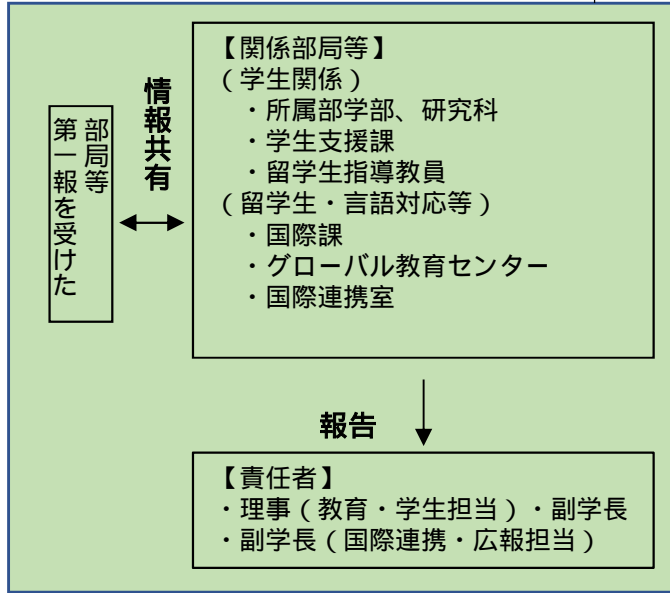 部局等
第一報を受けた
情報共有
【関係部局等】
（学生関係）
・所属部学部、研究科
・学生支援課
・留学生指導教員
（留学生・言語対応等）
・国際課
・グローバル教育センター
・国際連携室
報告
【責任者】
・理事（教育・学生担当）・副学長
・副学長（国際連携・広報担当）